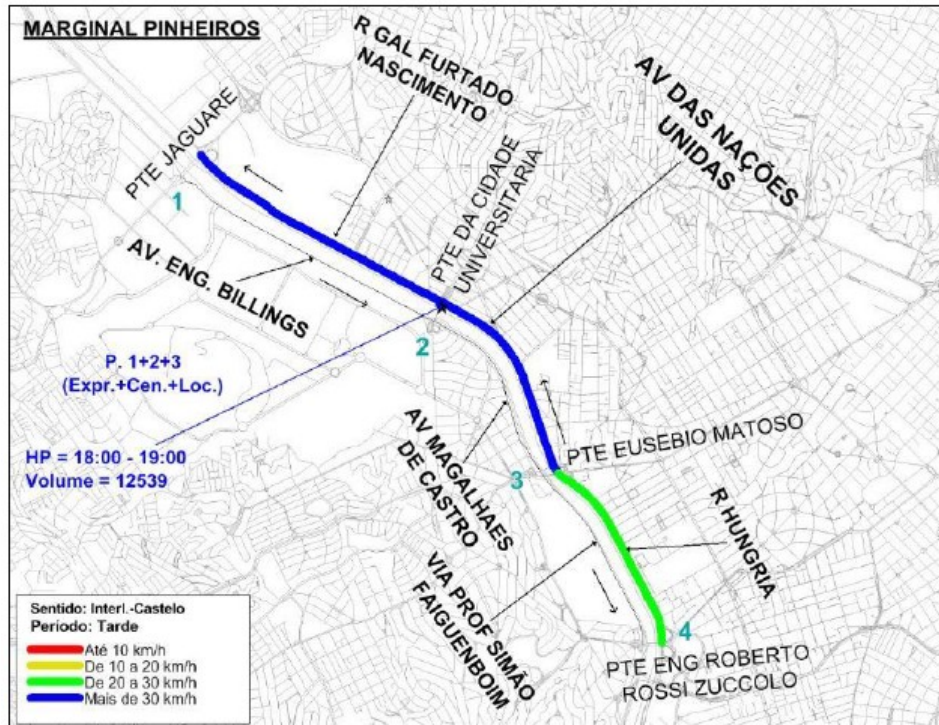 MARGINAL PINHEIROS
R GAL FURTADO
NASCIMENTO
AV DAS NAÇÕES
UNIDAS
PTE JAGUARE
PTE DA CIDADE
UNIVERSITARIA
1
AV. ENG. BILLINGS
2
P. 1+2+3
(Expr.+Cen.+Loc.)
HP = 18:00 - 19:00
Volume = 12539
AV MAGALHAES
DE CASTRO
PTE EUSEBIO MATOSO
3
R HUNGRIA
VIA PROF SIMÃO
FAIGUENBOIM
4
PTE ENG ROBERTO
ROSSI ZUCCOLO
Sentido: Interl.-Castelo
Período: Tarde
Até 10 km/h
De 10 a 20 km/h
De 20 a 30 km/h
Mais de 30 km/h